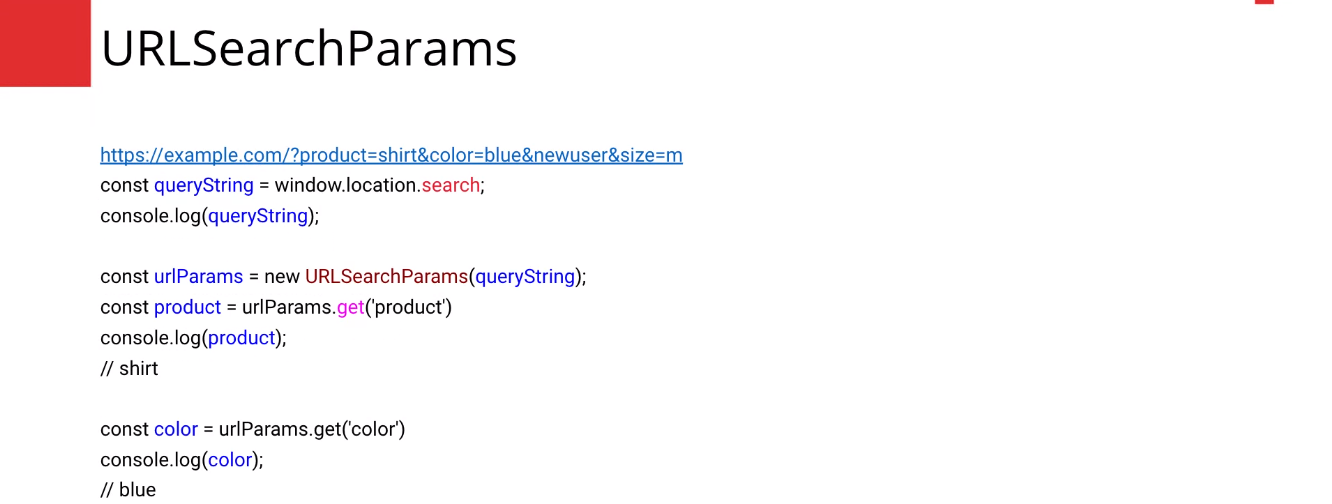 URLSearchParams
https://example.com/?product=shirt&color=blue&newuser&size=m
const queryString = window.location.search;
console.log(queryString);
const urlParams = new URLSearchParams(queryString);
const product = urlParams.get('product')
console.log(product);
// shirt
const color = urlParams.get('color')
console.log(color);
// blue